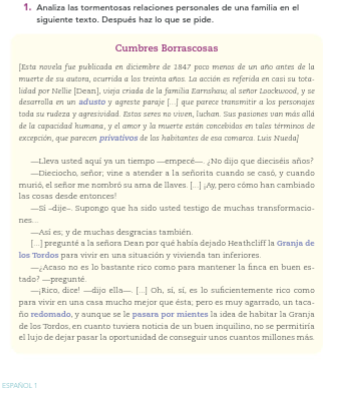 1. Analiza las tormentosas relaciones personales de una familia en el
siguiente texto. Después haz lo que se pide.
Cumbres Borrascosas
[Esta novela fue publicada en diciembre de 1847 poco menos de un año antes de la
muerte de su autora, ocurrida a los treinta años. La acción es referida en casi su tota-
lidad por Nellie [Dean], vieja criada de la familia Earnshaw, al señor Lockwood, y se
desarrolla en un adusto y agreste paraje [...] que parece transmitir a los personajes
toda su rudeza y agresividad. Estos seres no viven, luchan. Sus pasiones van más allá
de la capacidad humana, y el amor y la muerte están concebidos en tales términos de
excepción, que parecen privativos de los habitantes de esa comarca. Luis Nueda]
—Lleva usted aquí ya un tiempo —empecé—. ¿No dijo que dieciséis años?
—Dieciocho, señor; vine a atender a la señorita cuando se casó, y cuando
murió, el señor me nombró su ama de llaves. [...] ¡Ay, pero cómo han cambiado
las cosas desde entonces!
—Sí –dije–. Supongo que ha sido usted testigo de muchas transformacio-
nes...
—Así es; y de muchas desgracias también.
[...] pregunté a la señora Dean por qué había dejado Heathcliff la Granja de
los Tordos para vivir en una situación y vivienda tan inferiores.
—¿Acaso no es lo bastante rico como para mantener la finca en buen es-
tado? —pregunté.
—¡Rico, dice! —dijo ella—. [...] Oh, sí, sí, es lo suficientemente rico como
para vivir en una casa mucho mejor que ésta; pero es muy agarrado, un taca-
ño redomado, y aunque se le pasara por mientes la idea de habitar la Granja
de los Tordos, en cuanto tuviera noticia de un buen inquilino, no se permitiría
el lujo de dejar pasar la oportunidad de conseguir unos cuantos millones más.
ESPAÑOL 1